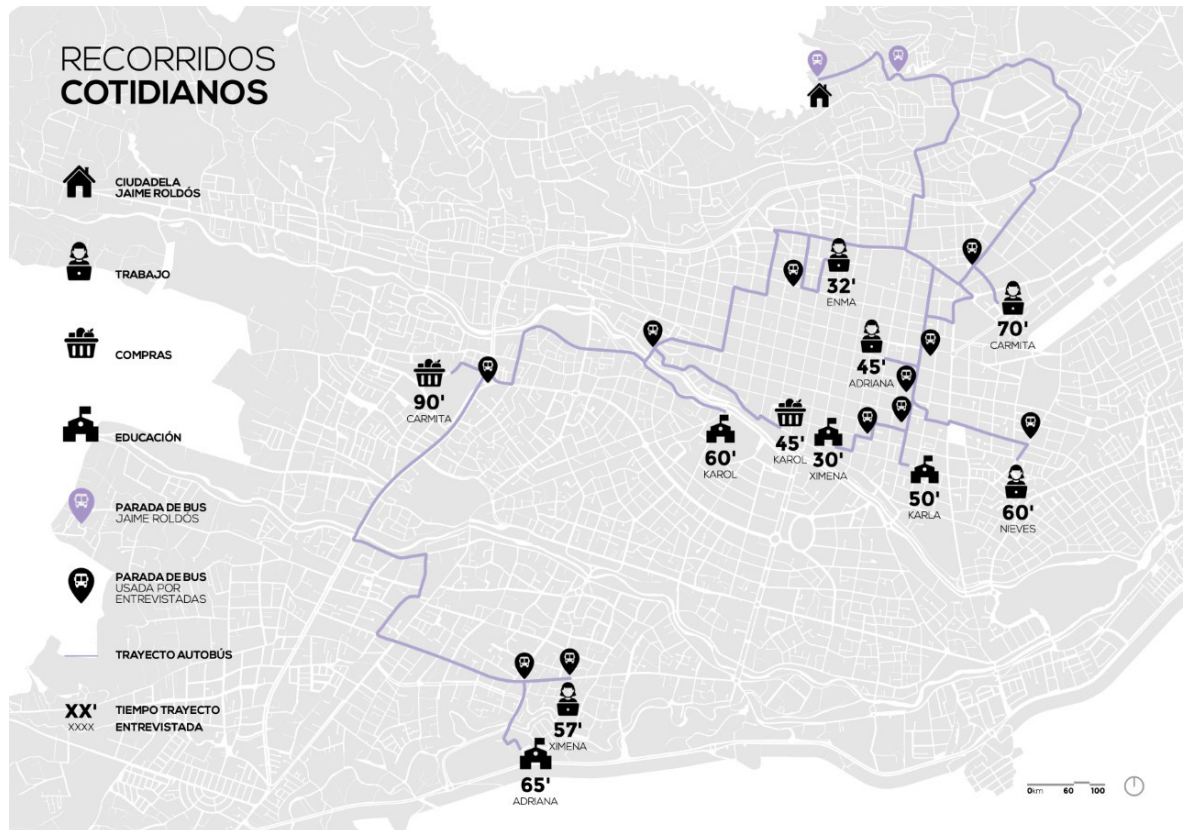 RECORRIDOS
COTIDIANOS
CIUDADELA
JAIME ROLDÓS
TRABAJO
COMPRAS
EDUCACIÓN
PARADA DE BUS
JAIME ROLDÓS
PARADA DE BUS
USADA POR
ENTREVISTADAS
TRAYECTO AUTOBÚS
XX'
XXXX
TIEMPO TRAYECTO
ENTREVISTADA
32'
ENMA
70'
CARMITA
45'
ADRIANA
90'
CARMITA
60'
KAROL
45'
KAROL
30'
XIMENA
50'
KARLA
60'
NIEVES
57'
XIMENA
65'
ADRIANA
0km 60 100